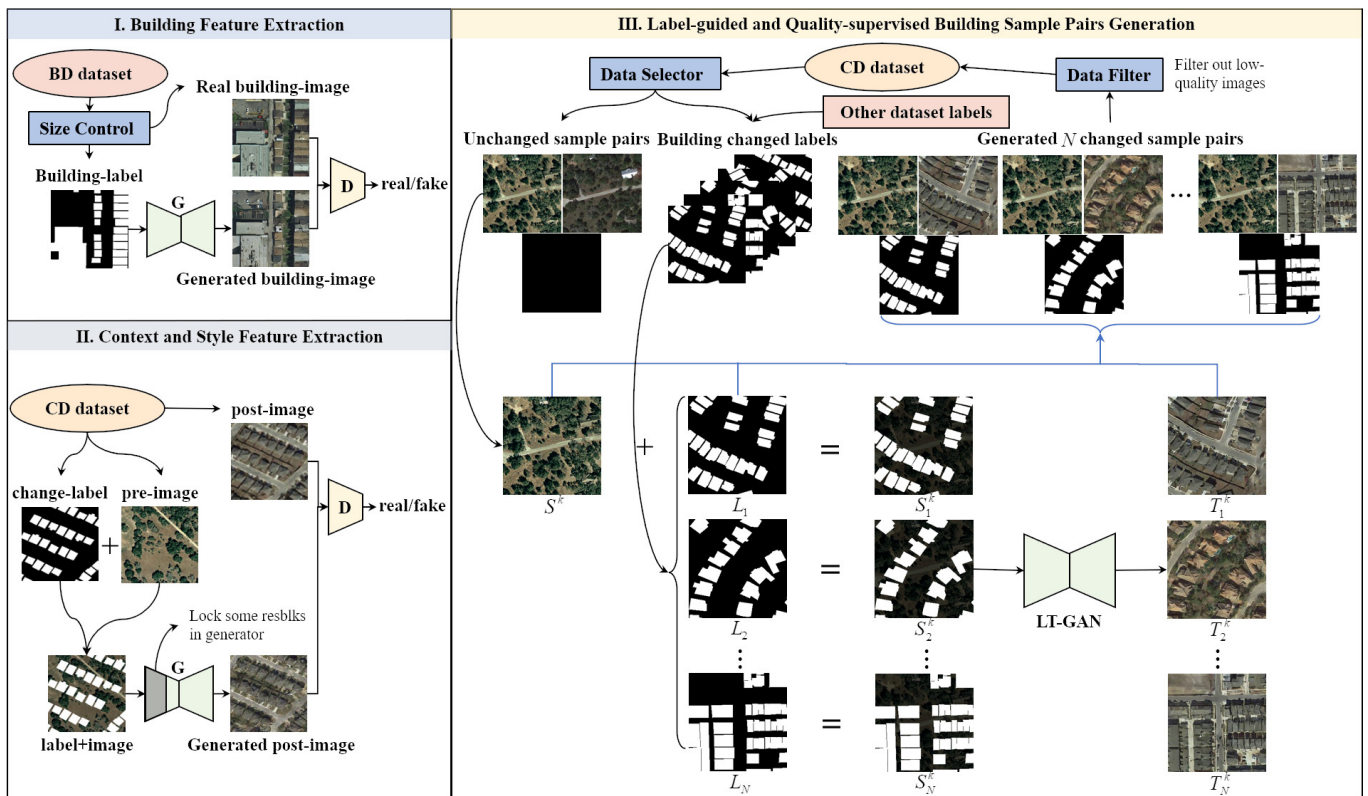 I. Building Feature Extraction
BD dataset
Size Control
Real building-image
Building-label
G
D
real/fake
Generated building-image
II. Context and Style Feature Extraction
CD dataset
post-image
change-label
pre-image
+
D
real/fake
Lock some resblks
in generator
G
label+image
Generated post-image
III. Label-guided and Quality-supervised Building Sample Pairs Generation
Data Selector
CD dataset
Data Filter
Filter out low-
quality images
Other dataset labels
Unchanged sample pairs
Building changed labels
Generated N changed sample pairs
...
S^k
+
L_1
=
S_1^k
T_1^k
L_2
=
S_2^k
LT-GAN
T_2^k
⋮
⋮
⋮
L_N
=
S_N^k
T_N^k